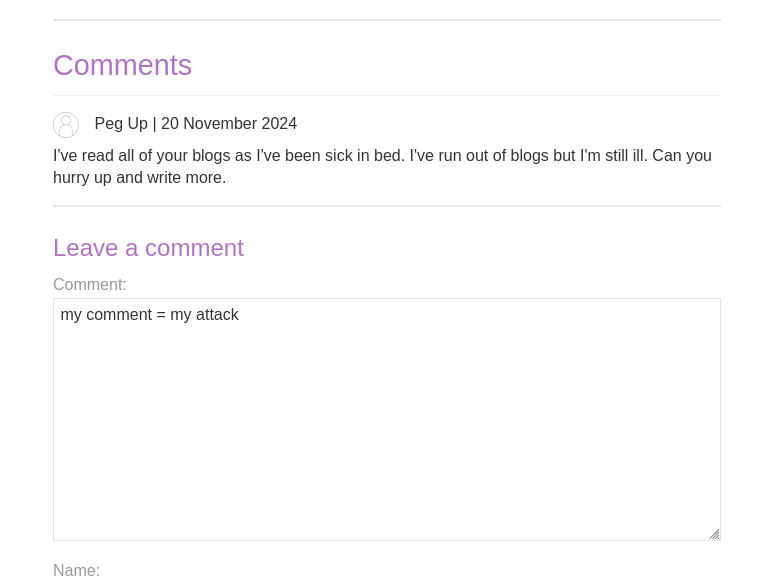 Comments
Peg Up | 20 November 2024
I've read all of your blogs as I've been sick in bed. I've run out of blogs but I'm still ill. Can you
hurry up and write more.
Leave a comment
Comment:
my comment = my attack
Name: